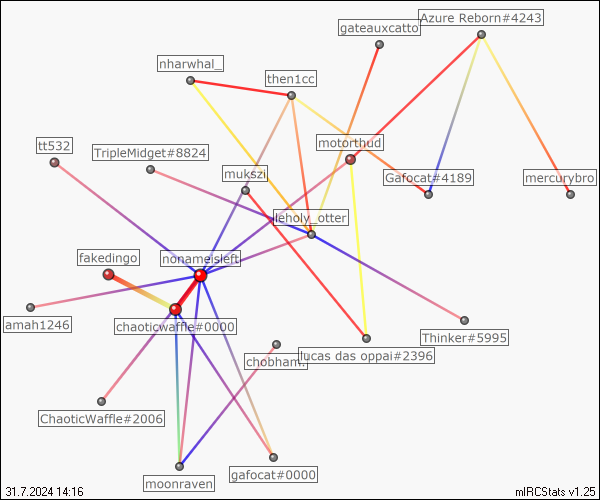 gateauxcatto
Azure Reborn#4243
nharwhal_
then1cc
tt532
TripleMidget#8824
motorthud
mukszi
Gafocat#4189
mercurybro
leholy_otter
fakedingo
nonameisleft
amah1246
chaoticwaffle#0000
Thinker#5995
chobham.
lucas das oppai#2396
ChaoticWaffle#2006
moonraven
gafocat#0000
31.7.2024 14:16
mIRCStats v1.25